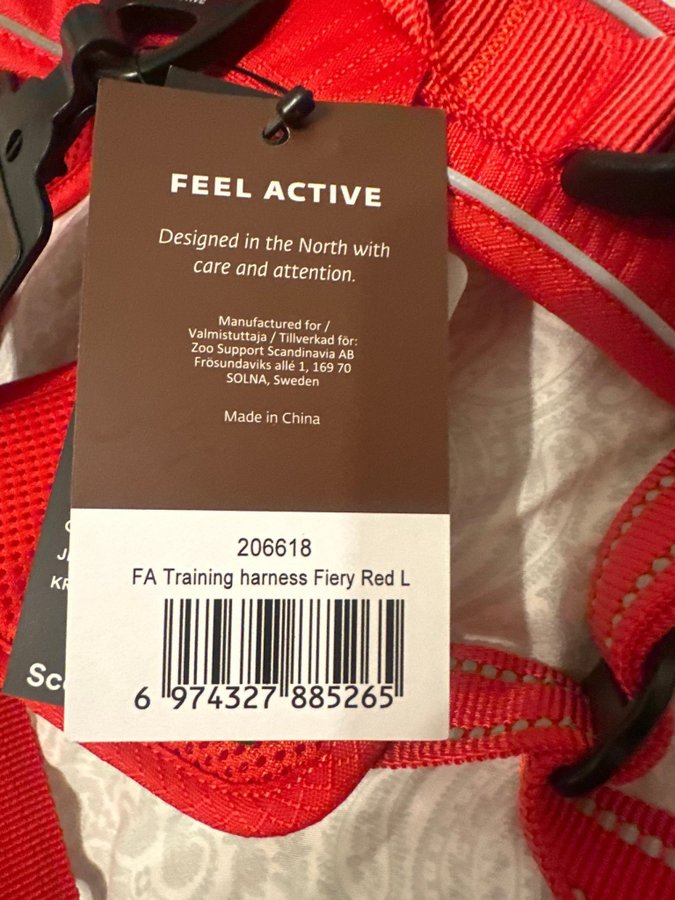 FEEL ACTIVE
Designed in the North with
care and attention.
Manufactured for /
Valmistuttaja / Tillverkad för:
Zoo Support Scandinavia AB
Frösundaviks allé 1, 169 70
SOLNA, Sweden
Made in China
206618
FA Training harness Fiery Red L
6 974327 885265